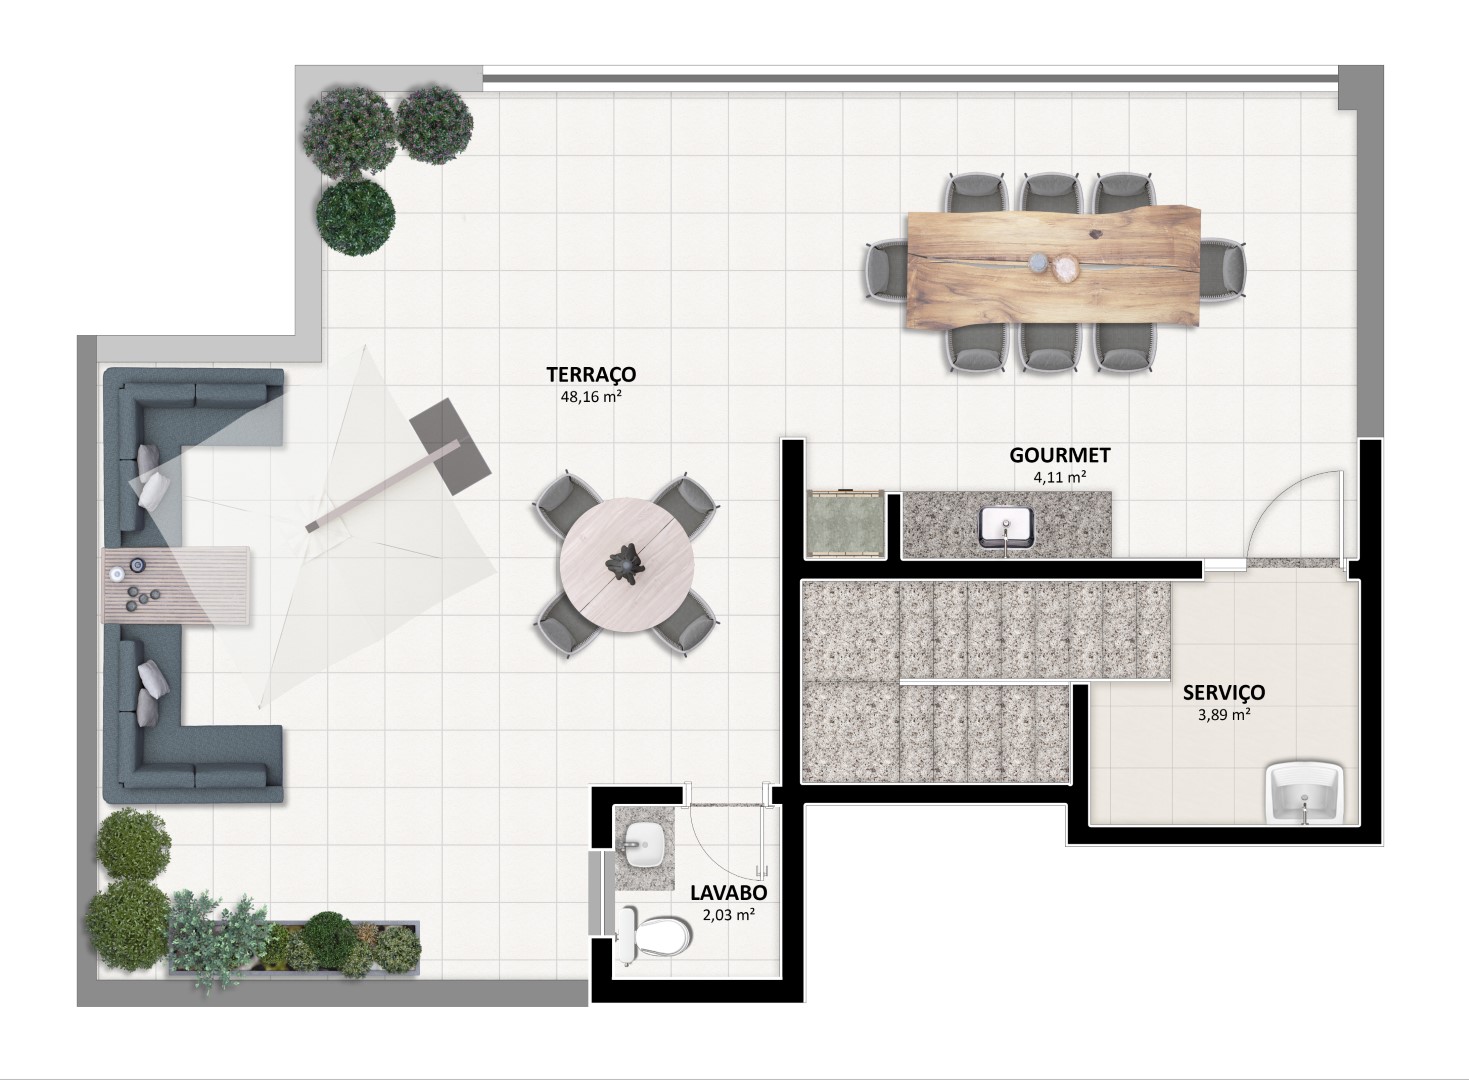 TERRAÇO
48,16 m²
GOURMET
4,11 m²
SERVIÇO
3,89 m²
LAVABO
2,03 m²